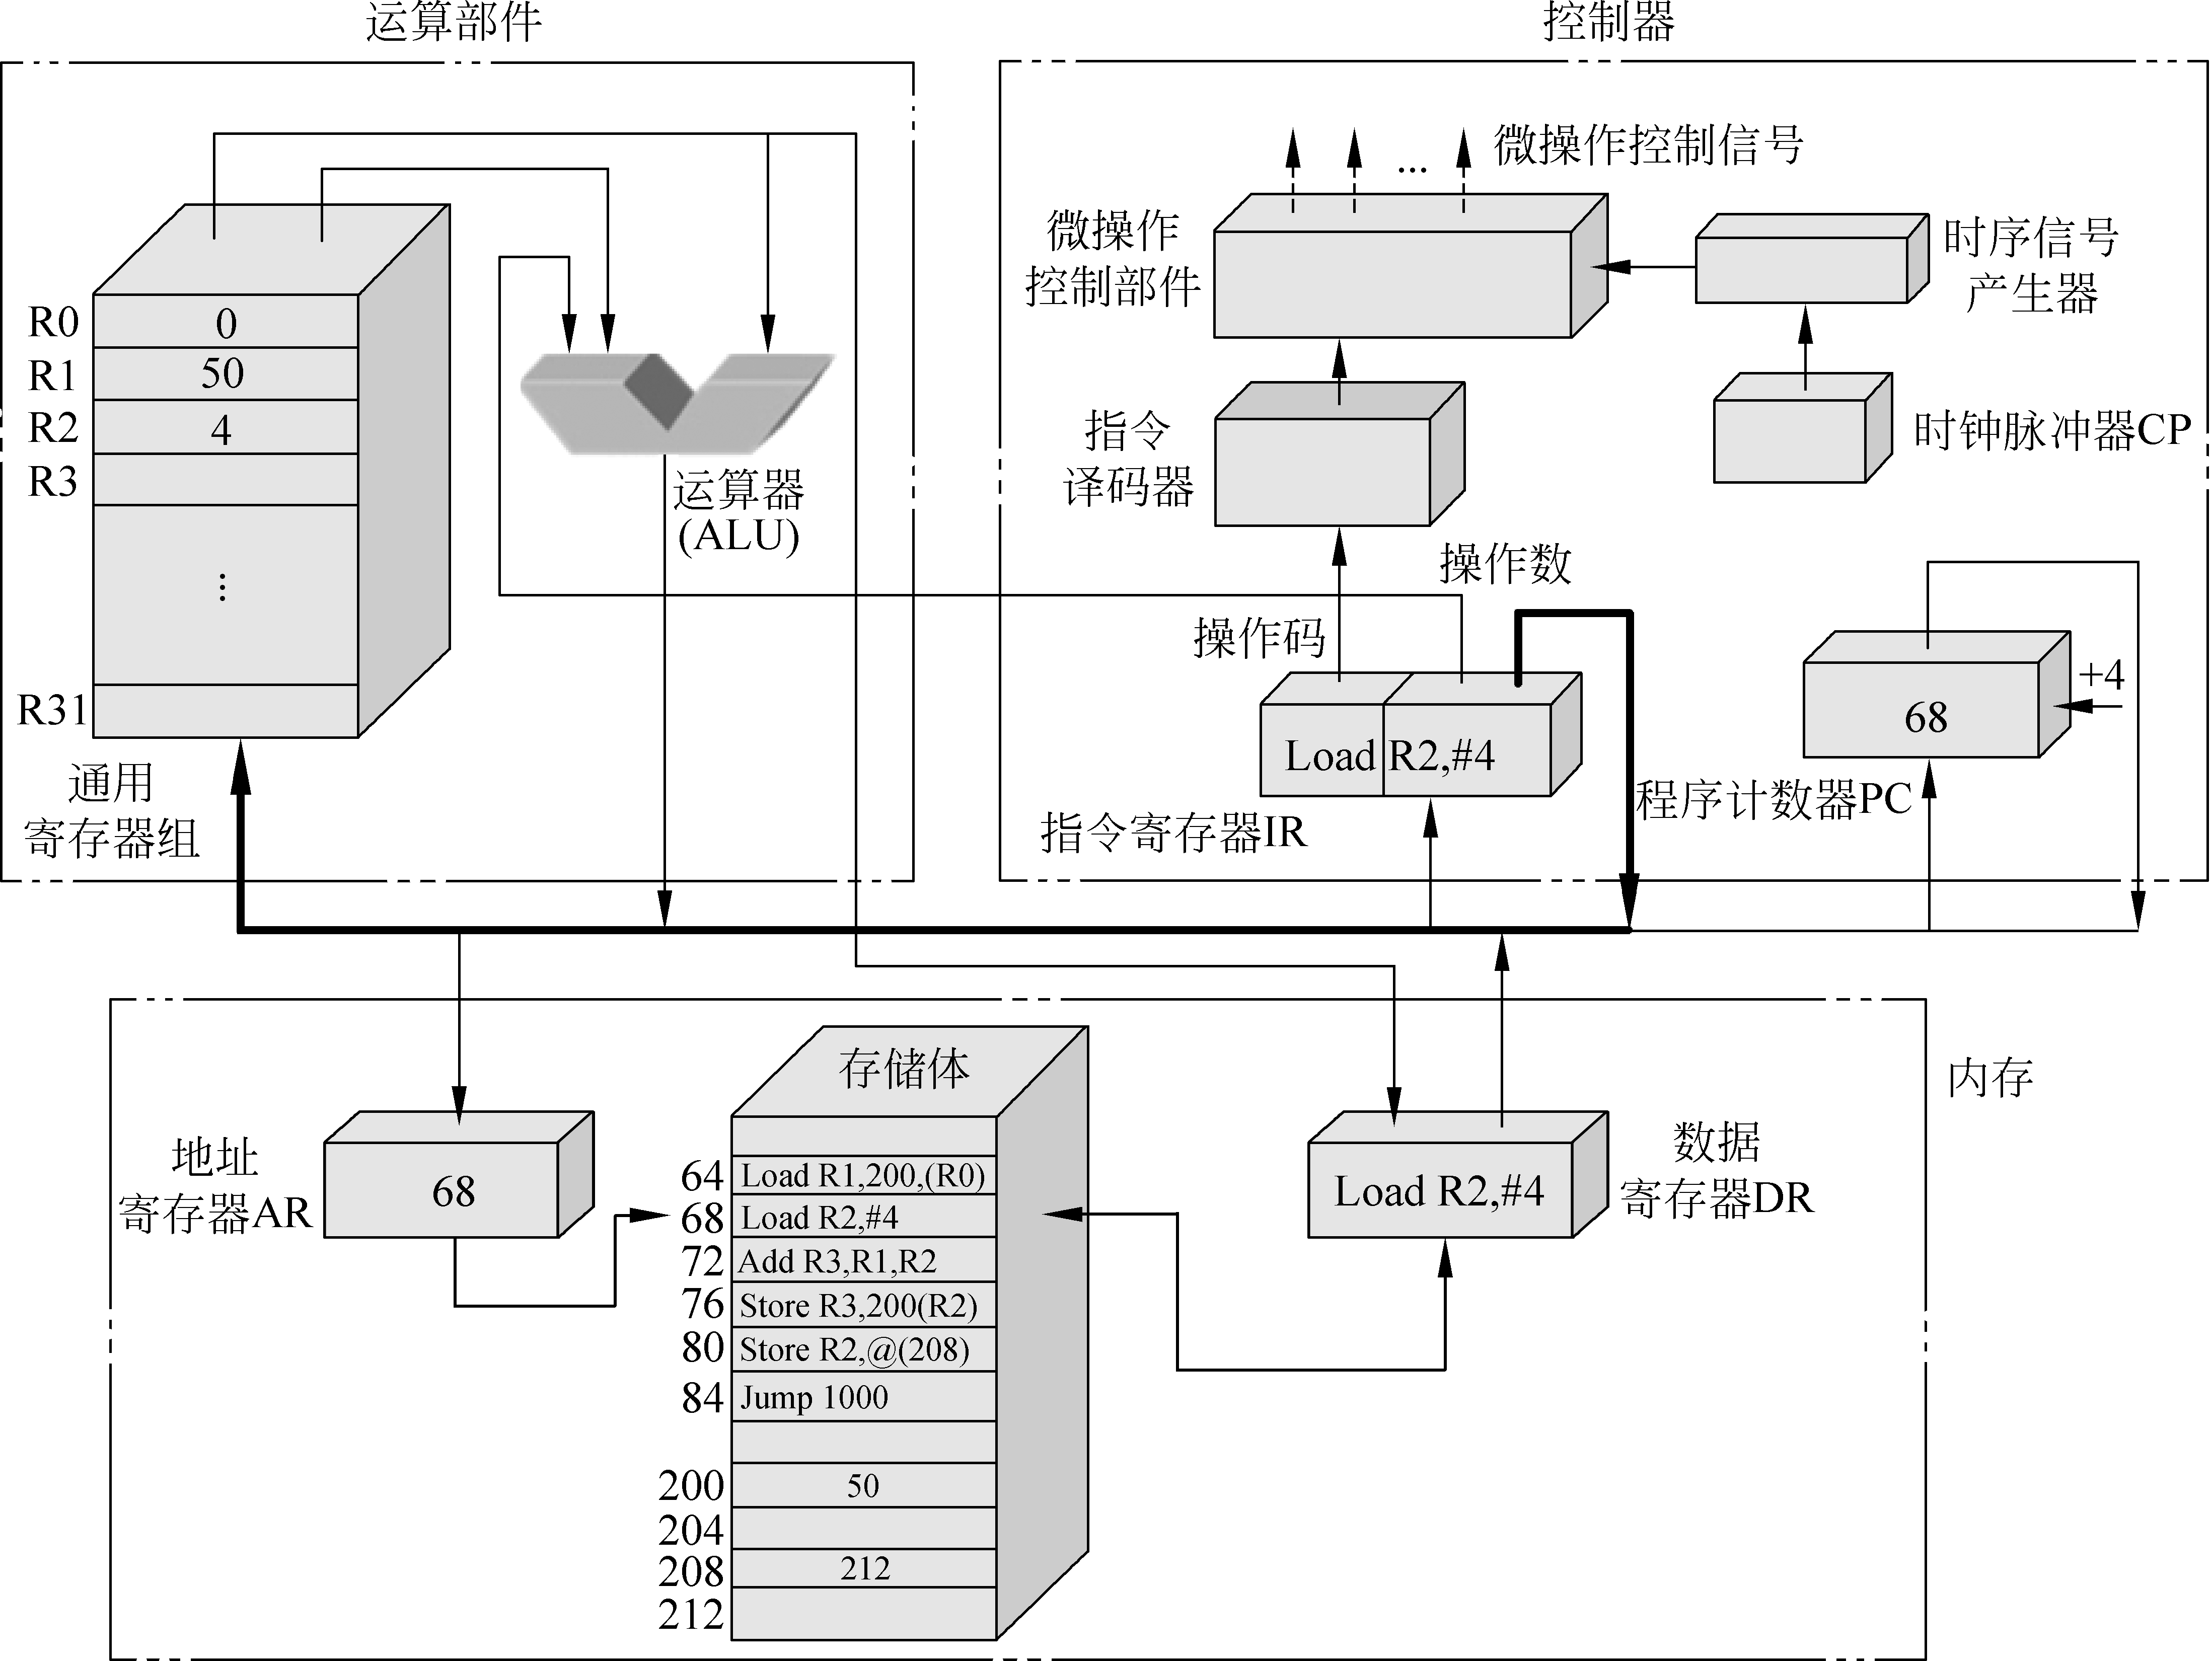 运算部件
控制器
微操作控制信号
...
微操作
控制部件
时序信号
产生器
R0
0
R1
50
R2
4
R3
⋮
R31
通用
寄存器组
运算器
(ALU)
指令
译码器
时钟脉冲器CP
操作数
操作码
Load R2,#4
指令寄存器IR
+4
68
程序计数器PC
内存
存储体
地址
寄存器AR
68
64 Load R1,200,(R0)
68 Load R2,#4
72 Add R3,R1,R2
76 Store R3,200(R2)
80 Store R2,@(208)
84 Jump 1000
200 50
204
208 212
212
Load R2,#4
数据
寄存器DR